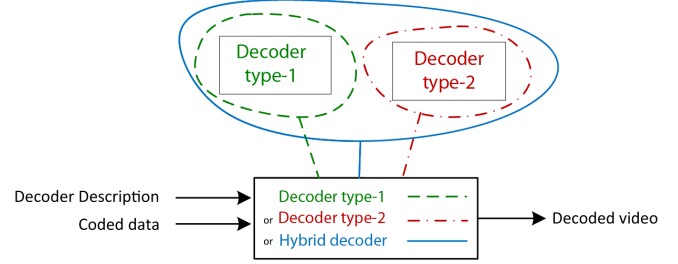 Decoder
type-1
Decoder
type-2
Decoder Description
Coded data
Decoder type-1
or Decoder type-2
or Hybrid decoder
Decoded video